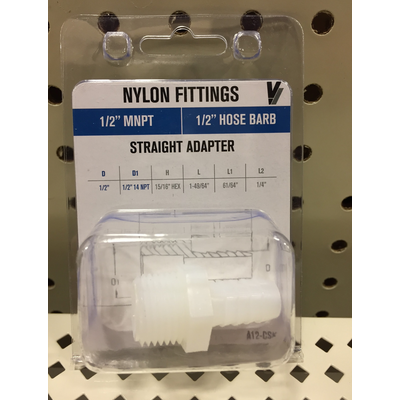 NYLON FITTINGS
1/2" MNPT 1/2" HOSE BARB
STRAIGHT ADAPTER
D D1 H L L1 L2
1/2" 1/2" 14 NPT 15/16" HEX 1-49/64" 61/64" 1/4"
D1 D